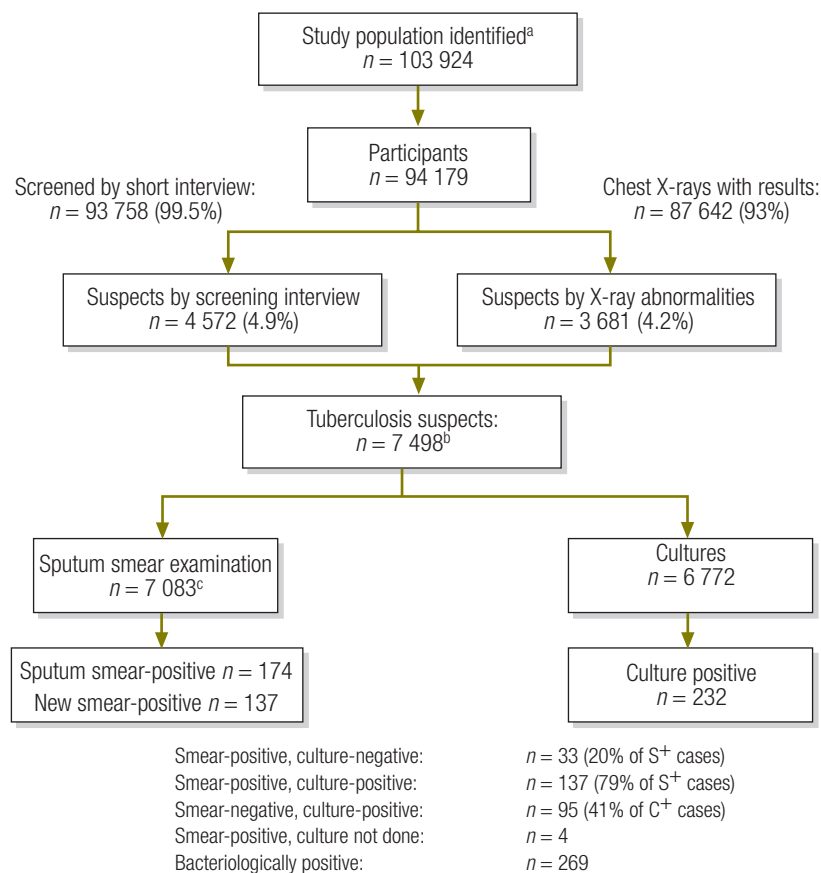 Study population identifiedᵃ
n = 103 924
Participants
n = 94 179
Screened by short interview:
n = 93 758 (99.5%)
Chest X-rays with results:
n = 87 642 (93%)
Suspects by screening interview
n = 4 572 (4.9%)
Suspects by X-ray abnormalities
n = 3 681 (4.2%)
Tuberculosis suspects:
n = 7 498ᵇ
Sputum smear examination
n = 7 083ᶜ
Cultures
n = 6 772
Sputum smear-positive n = 174
New smear-positive n = 137
Culture positive
n = 232
Smear-positive, culture-negative: n = 33 (20% of S⁺ cases)
Smear-positive, culture-positive: n = 137 (79% of S⁺ cases)
Smear-negative, culture-positive: n = 95 (41% of C⁺ cases)
Smear-positive, culture not done: n = 4
Bacteriologically positive: n = 269